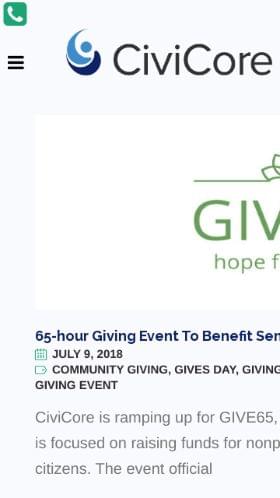 CiviCore
GIV
hope f
65-hour Giving Event To Benefit Sen
JULY 9, 2018
COMMUNITY GIVING, GIVES DAY, GIVING
GIVING EVENT
CiviCore is ramping up for GIVE65,
is focused on raising funds for nonp
citizens. The event official